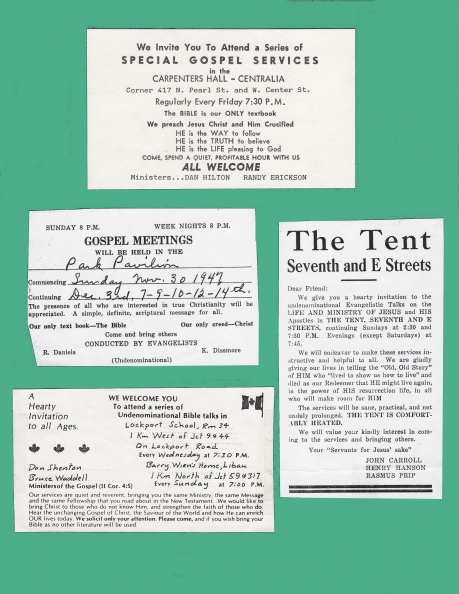 We Invite You To Attend a Series of
SPECIAL GOSPEL SERVICES
in the
CARPENTERS HALL – CENTRALIA
Corner 417 N. Pearl St. and W. Center St.
Regularly Every Friday 7:30 P.M.
The BIBLE is our ONLY textbook
We preach Jesus Christ and Him Crucified
HE is the WAY to follow
HE is the TRUTH to believe
HE is the LIFE pleasing to God
COME, SPEND A QUIET, PROFITABLE HOUR WITH US
ALL WELCOME
Ministers...DAN HILTON RANDY ERICKSON
SUNDAY 8 P.M. WEEK NIGHTS 8 P.M.
GOSPEL MEETINGS
WILL BE HELD IN THE
Park Pavilion
Commencing Sunday Nov. 30 1947
Continuing Dec. 3rd, 7-9-10-12-14th.
The presence of all who are interested in true Christianity will be
appreciated. A simple, definite, scriptural message for all.
Our only text book—The Bible Our only creed—Christ
Come and bring others
CONDUCTED BY EVANGELISTS
R. Daniels K. Dissmore
(Undenominational)
The Tent
Seventh and E Streets
Dear Friend:
We give you a hearty invitation to the
undenominational Evangelistic Talks on the
LIFE AND MINISTRY OF JESUS and HIS
Apostles in THE TENT, SEVENTH AND E
STREETS, continuing Sundays at 2:30 and
7:30 P.M. Evenings (except Saturdays) at
7:45.
We will endeavor to make these services in-
structive and helpful to all. We are gladly
giving our lives in telling the "Old, Old Story"
of HIM who "lived to show us how to live" and
died as our Redeemer that HE might live again,
in the power of HIS resurrection life, in all
who will make room for HIM
The services will be sane, practical, and not
unduly prolonged. THE TENT IS COMFORT-
ABLY HEATED.
We will value your kindly interest in com-
ing to the services and bringing others.
Your "Servants for Jesus' sake"
JOHN CARROLL
HENRY HANSON
RASMUS PRIP
A
Hearty
Invitation
to all Ages.
Dan Shenton
Bruce Waddell
Ministers of the Gospel (II Cor. 4:5)
WE WELCOME YOU
To attend a series of
Undenominational Bible talks in
Lockport School, Rm 34
1 Km West of Jct 9 & 44
on Lockport Road
Every Wednesday at 7:30 P.M.
Barry Wien's Home, Libau
1 Km North of Jct 59 & 317
Every Sunday at 7:00 P.M.
Our services are quiet and reverent, bringing you the same Ministry, the same Message
and the same Fellowship that you read about in the New Testament. We would like to
bring Christ to those who do not know Him, and strengthen the faith of those who do.
Hear the unchanging Gospel of Christ, the Saviour of the World and how He can enrich
OUR lives today. We solicit only your attention. Please come, and if you wish bring your
Bible as no other literature will be used.